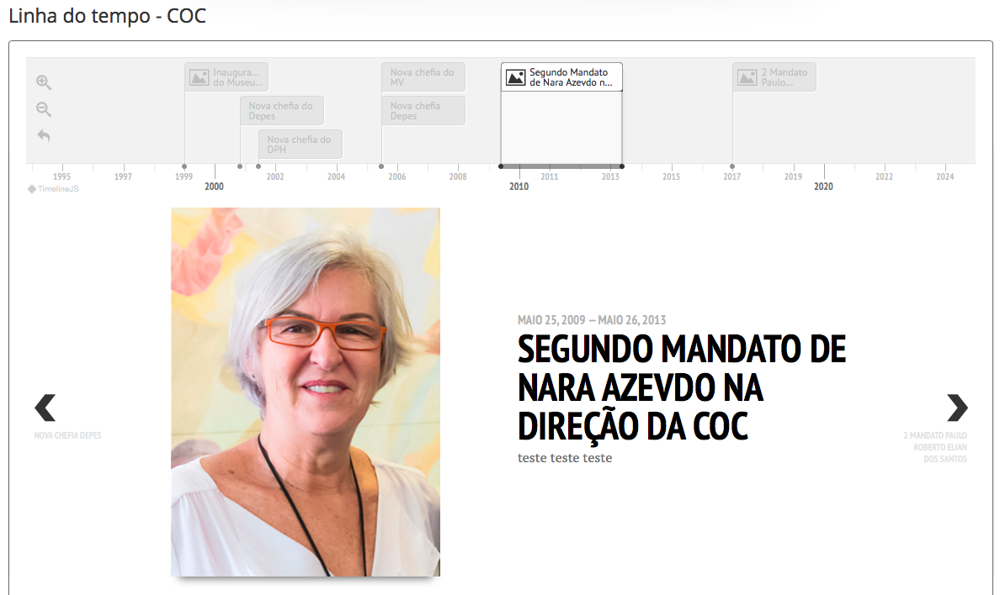 Linha do tempo - COC
Inaugura...
do Museu...
Nova chefia do
Depes
Nova chefia do
DPH
Nova chefia do
MV
Nova chefia
Depes
Segundo Mandato
de Nara Azevdo n...
2 Mandato
Paulo...
1995
1997
1999
2000
2002
2004
2006
2008
2010
2011
2013
2015
2017
2019
2020
2022
2024
TimelineJS
MAIO 25, 2009 — MAIO 26, 2013
SEGUNDO MANDATO DE
NARA AZEVDO NA
DIREÇÃO DA COC
teste teste teste
NOVA CHEFIA DEPES
2 MANDATO PAULO
ROBERTO ELIAN
DOS SANTOS